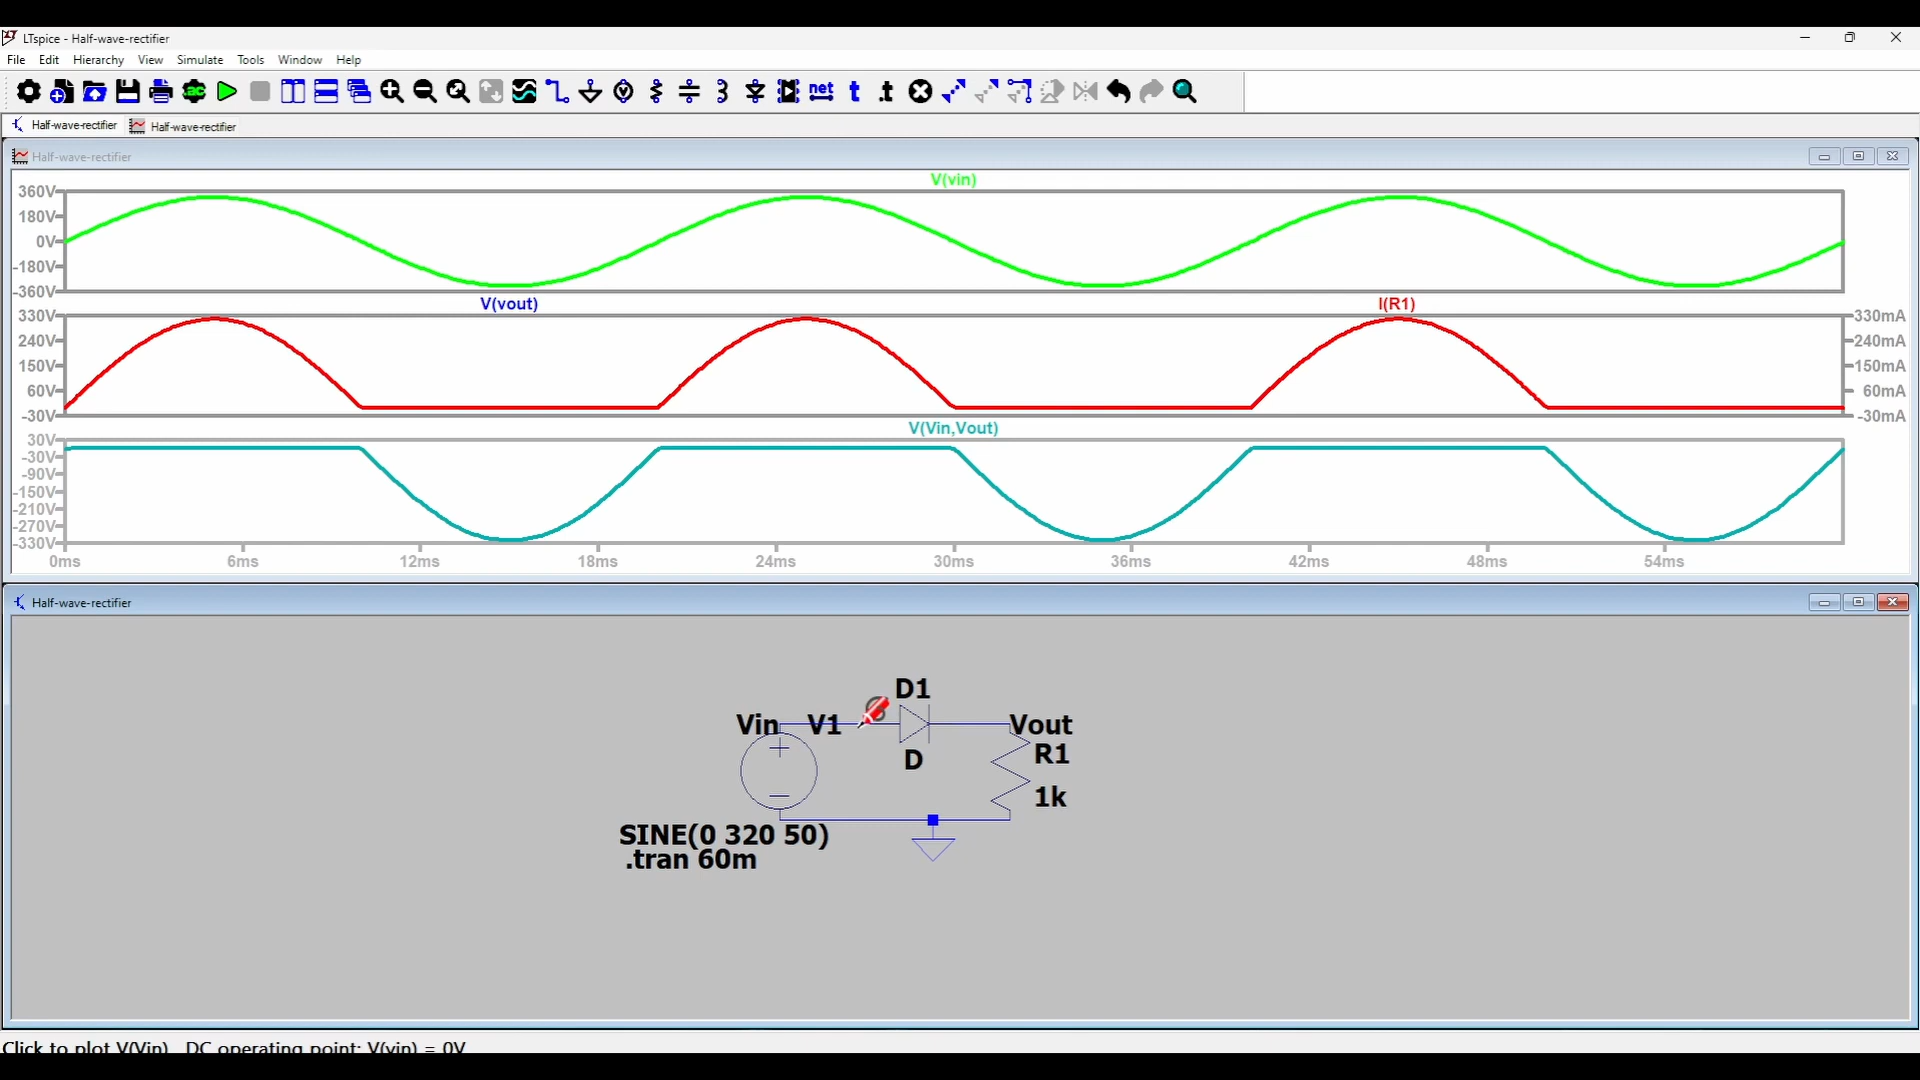 LTspice - Half-wave-rectifier
File Edit Hierarchy View Simulate Tools Window Help
ac net t .t
Half-wave-rectifier Half-wave-rectifier
Half-wave-rectifier
V(vin)
360V
180V
0V
-180V
-360V
V(vout) I(R1)
330V 330mA
240V 240mA
150V 150mA
60V 60mA
-30V -30mA
V(Vin,Vout)
30V
-30V
-90V
-150V
-210V
-270V
-330V
0ms 6ms 12ms 18ms 24ms 30ms 36ms 42ms 48ms 54ms
Half-wave-rectifier
D1
Vin V1 Vout
R1
D
1k
SINE(0 320 50)
.tran 60m
Click to plot V(Vin). DC operating point: V(vin) = 0V